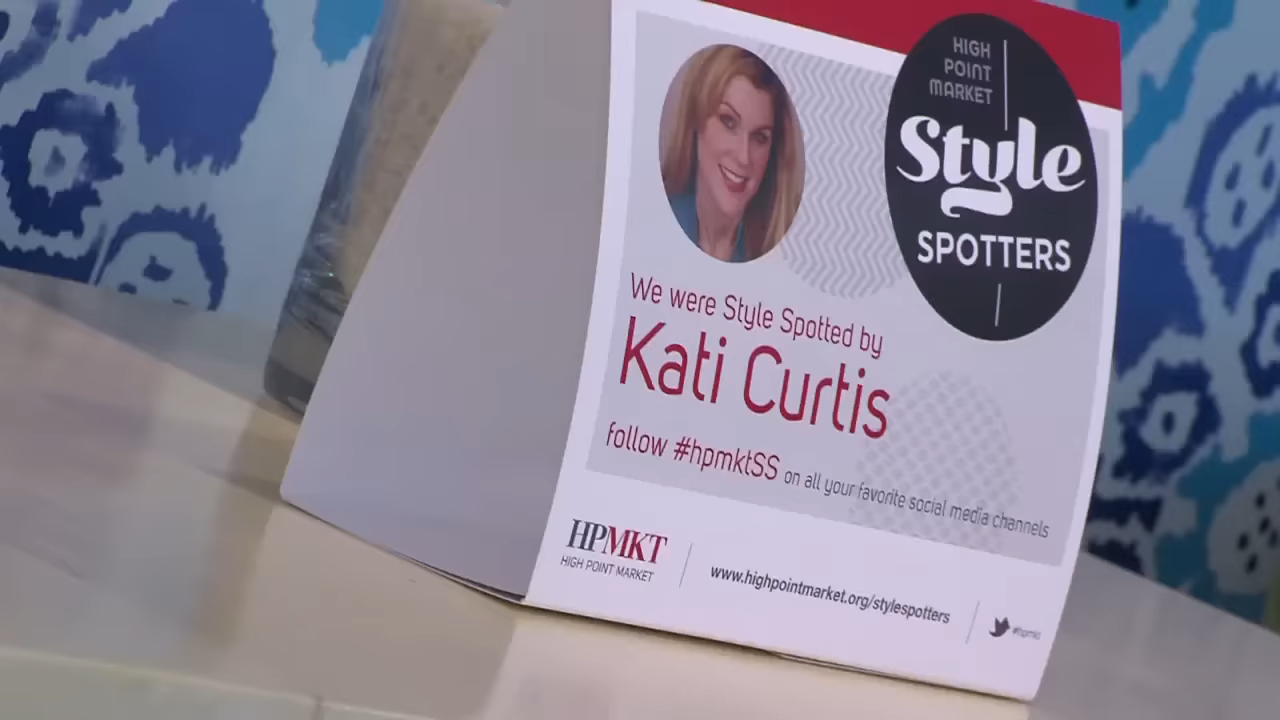 HIGH
POINT
MARKET
Style
SPOTTERS
We were Style Spotted by
Kati Curtis
follow #hpmktSS on all your favorite social media channels
HPMKT
HIGH POINT MARKET
www.highpointmarket.org/stylespotters
#hpmkt